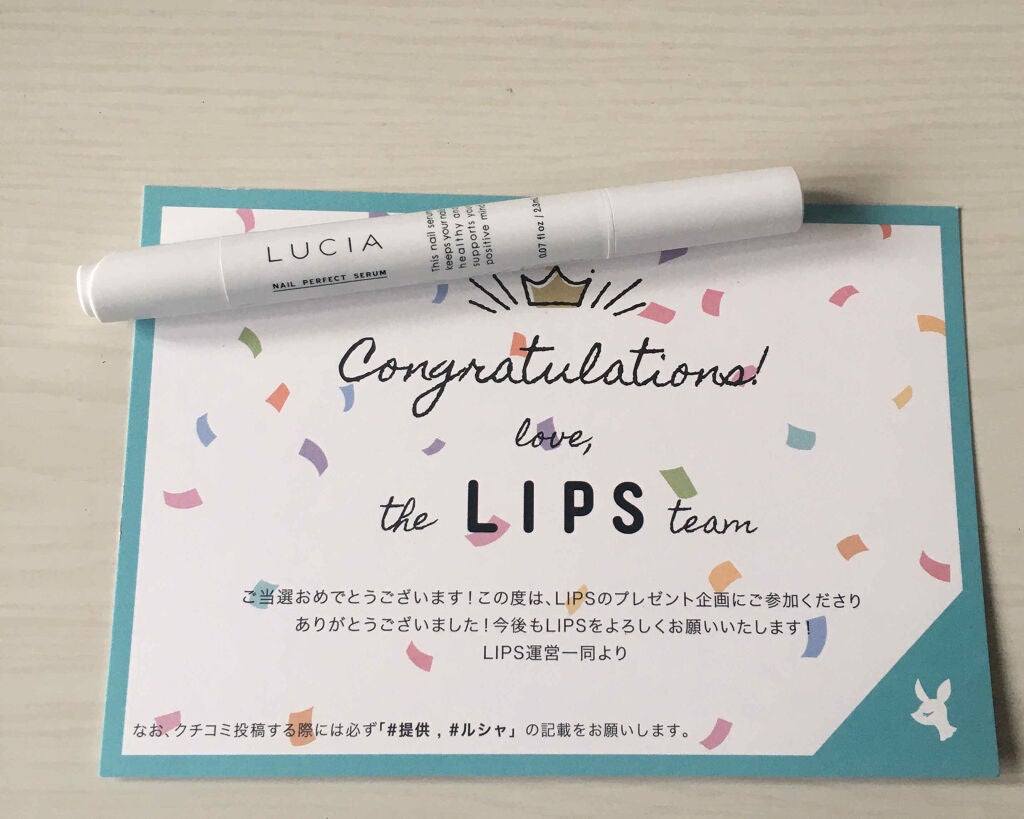 LUCIA
NAIL PERFECT SERUM
This nail serum
keeps your nail
healthy and
supports you
positive mind
0.07 fl oz / 2.3m
Congratulations!
love,
the LIPS team
ご当選おめでとうございます！この度は、LIPSのプレゼント企画にご参加くださり
ありがとうございました！今後もLIPSをよろしくお願いいたします！
LIPS運営一同より
なお、クチコミ投稿する際には必ず「#提供 , #ルシャ」の記載をお願いします。